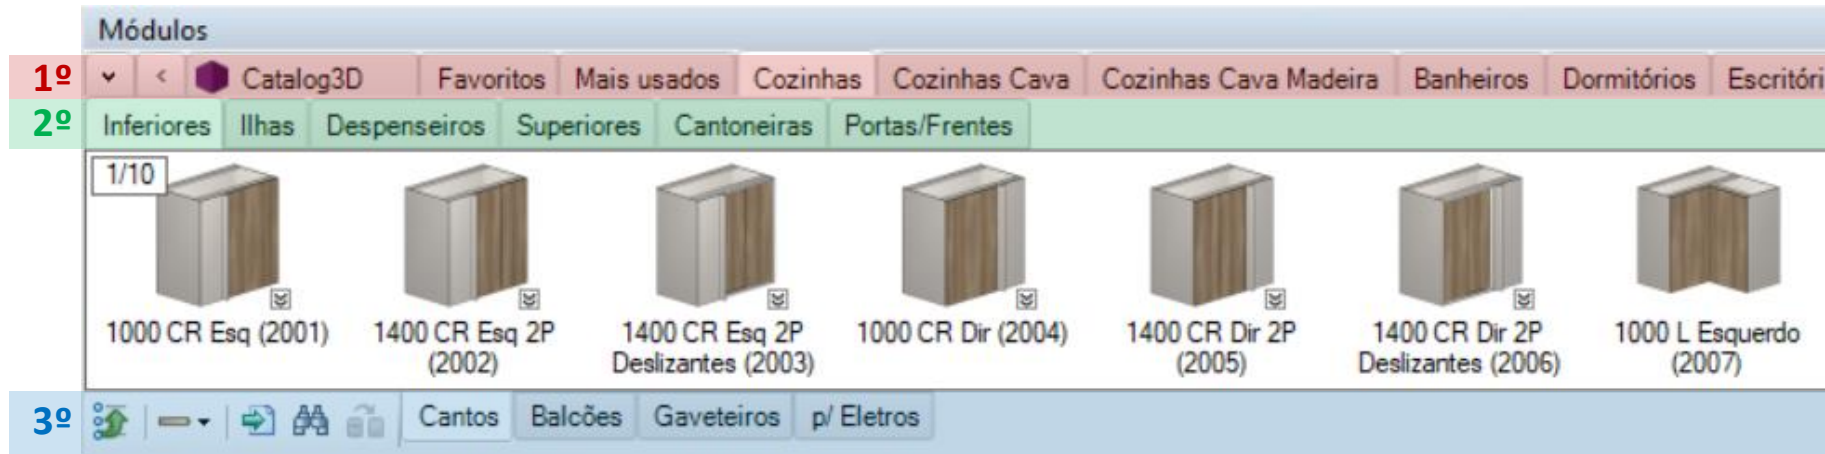 Módulos
1º Catalog3D Favoritos Mais usados Cozinhas Cozinhas Cava Cozinhas Cava Madeira Banheiros Dormitórios Escritóri
2º Inferiores Ilhas Despenseiros Superiores Cantoneiras Portas/Frentes
1/10
1000 CR Esq (2001)
1400 CR Esq 2P
(2002)
1400 CR Esq 2P
Deslizantes (2003)
1000 CR Dir (2004)
1400 CR Dir 2P
(2005)
1400 CR Dir 2P
Deslizantes (2006)
1000 L Esquerdo
(2007)
3º Cantos Balcões Gaveteiros p/ Eletros